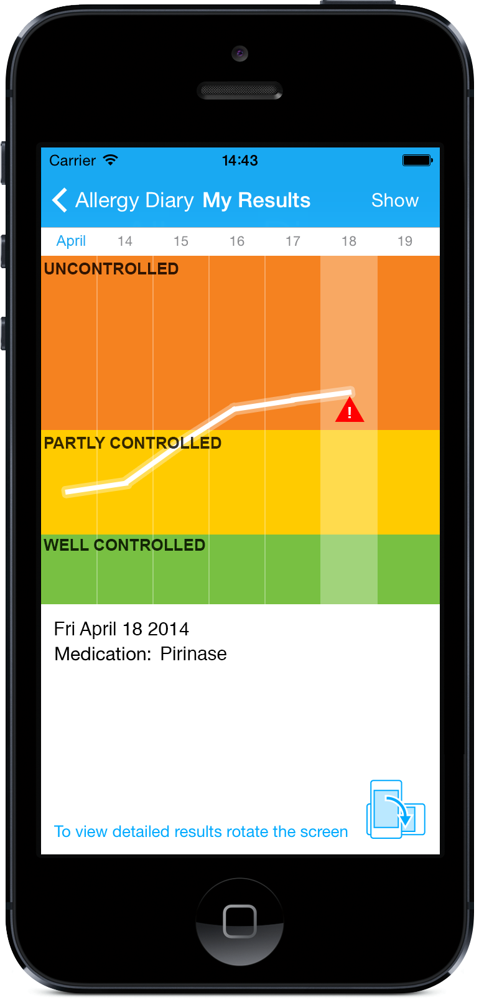 Carrier 14:43
Allergy Diary My Results Show
April 14 15 16 17 18 19
UNCONTROLLED
!
PARTLY CONTROLLED
WELL CONTROLLED
Fri April 18 2014
Medication: Pirinase
To view detailed results rotate the screen